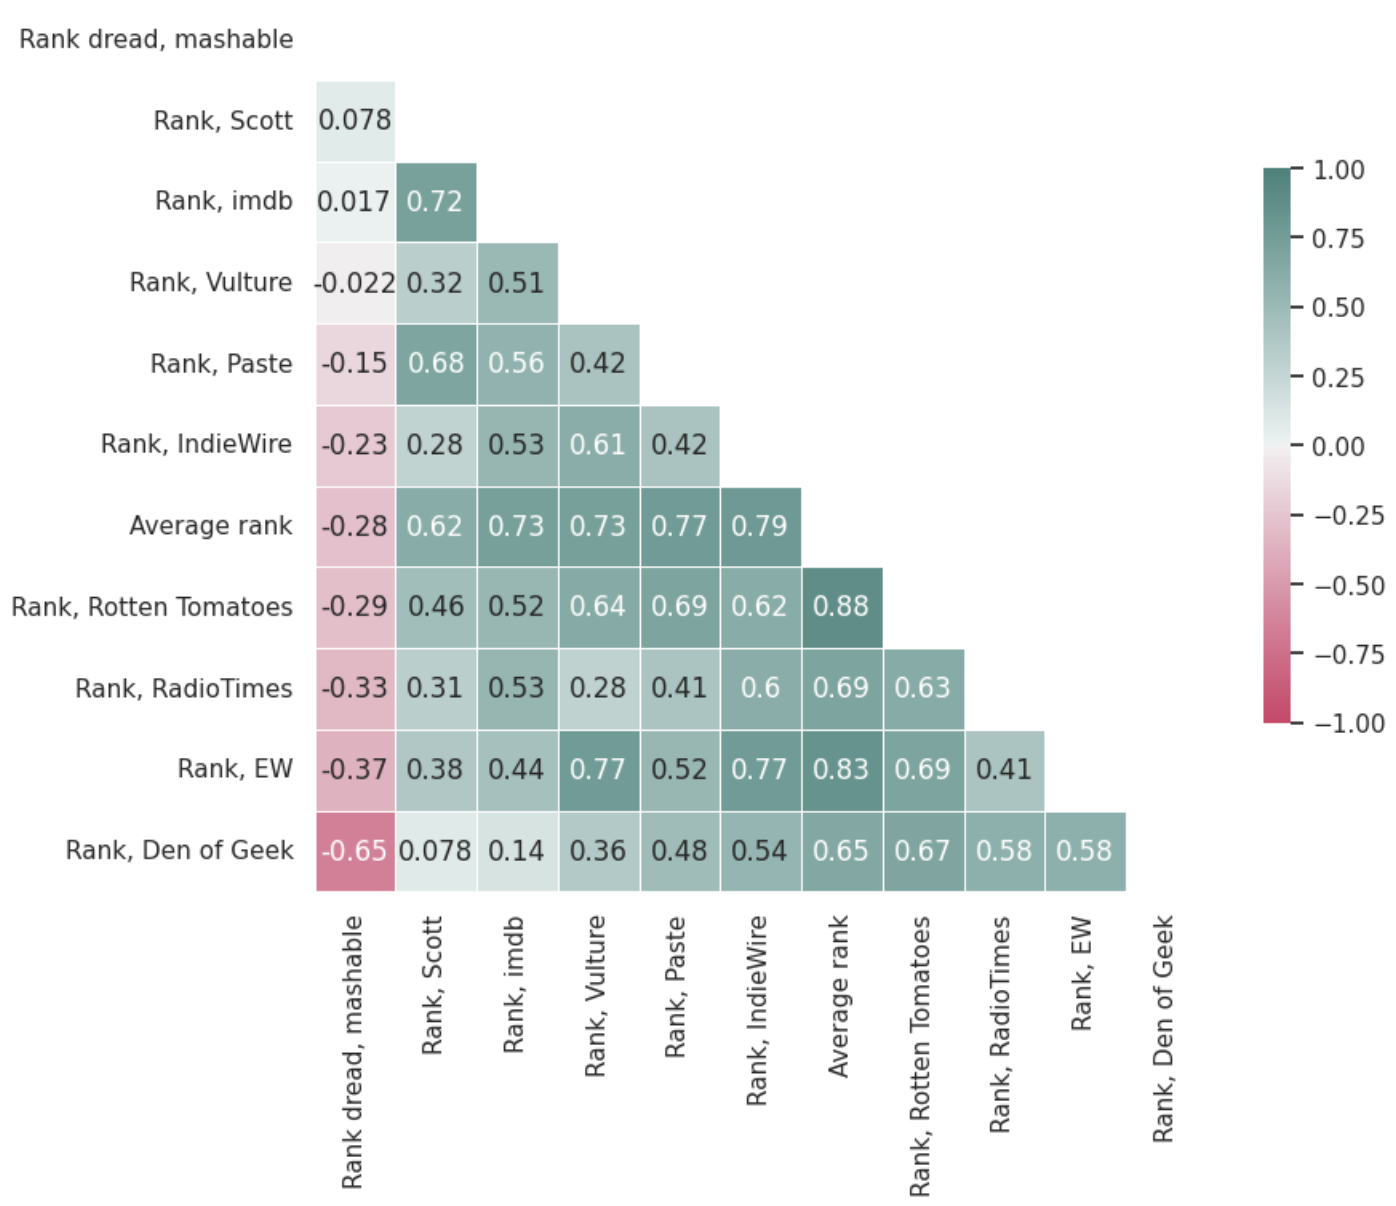 Rank dread, mashable
Rank, Scott 0.078
Rank, imdb 0.017 0.72
Rank, Vulture -0.022 0.32 0.51
Rank, Paste -0.15 0.68 0.56 0.42
Rank, IndieWire -0.23 0.28 0.53 0.61 0.42
Average rank -0.28 0.62 0.73 0.73 0.77 0.79
Rank, Rotten Tomatoes -0.29 0.46 0.52 0.64 0.69 0.62 0.88
Rank, RadioTimes -0.33 0.31 0.53 0.28 0.41 0.6 0.69 0.63
Rank, EW -0.37 0.38 0.44 0.77 0.52 0.77 0.83 0.69 0.41
Rank, Den of Geek -0.65 0.078 0.14 0.36 0.48 0.54 0.65 0.67 0.58 0.58
Rank dread, mashable
Rank, Scott
Rank, imdb
Rank, Vulture
Rank, Paste
Rank, IndieWire
Average rank
Rank, Rotten Tomatoes
Rank, RadioTimes
Rank, EW
Rank, Den of Geek
1.00
0.75
0.50
0.25
0.00
−0.25
−0.50
−0.75
−1.00